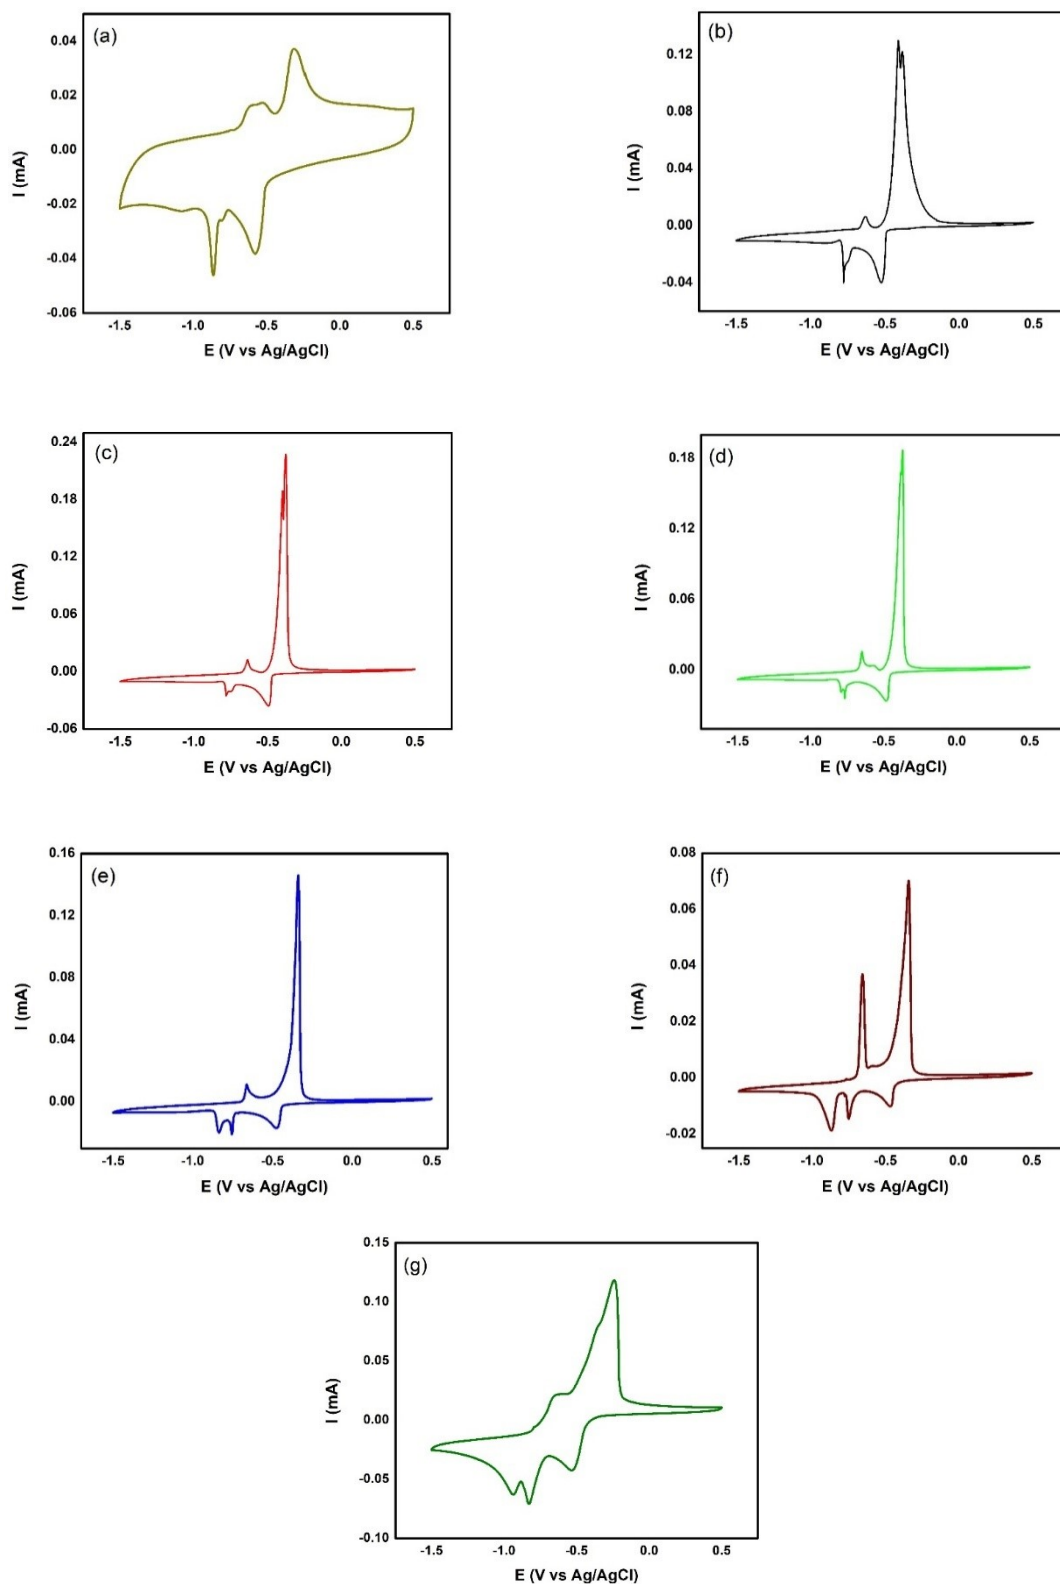 (a)
0.04
0.02
0.00
-0.02
-0.04
-0.06
I (mA)
-1.5 -1.0 -0.5 0.0 0.5
E (V vs Ag/AgCl)
(b)
0.12
0.08
0.04
0.00
-0.04
I (mA)
-1.5 -1.0 -0.5 0.0 0.5
E (V vs Ag/AgCl)
(c)
0.24
0.18
0.12
0.06
0.00
-0.06
I (mA)
-1.5 -1.0 -0.5 0.0 0.5
E (V vs Ag/AgCl)
(d)
0.18
0.12
0.06
0.00
I (mA)
-1.5 -1.0 -0.5 0.0 0.5
E (V vs Ag/AgCl)
(e)
0.16
0.12
0.08
0.04
0.00
I (mA)
-1.5 -1.0 -0.5 0.0 0.5
E (V vs Ag/AgCl)
(f)
0.08
0.06
0.04
0.02
0.00
-0.02
I (mA)
-1.5 -1.0 -0.5 0.0 0.5
E (V vs Ag/AgCl)
(g)
0.15
0.10
0.05
0.00
-0.05
-0.10
I (mA)
-1.5 -1.0 -0.5 0.0 0.5
E (V vs Ag/AgCl)